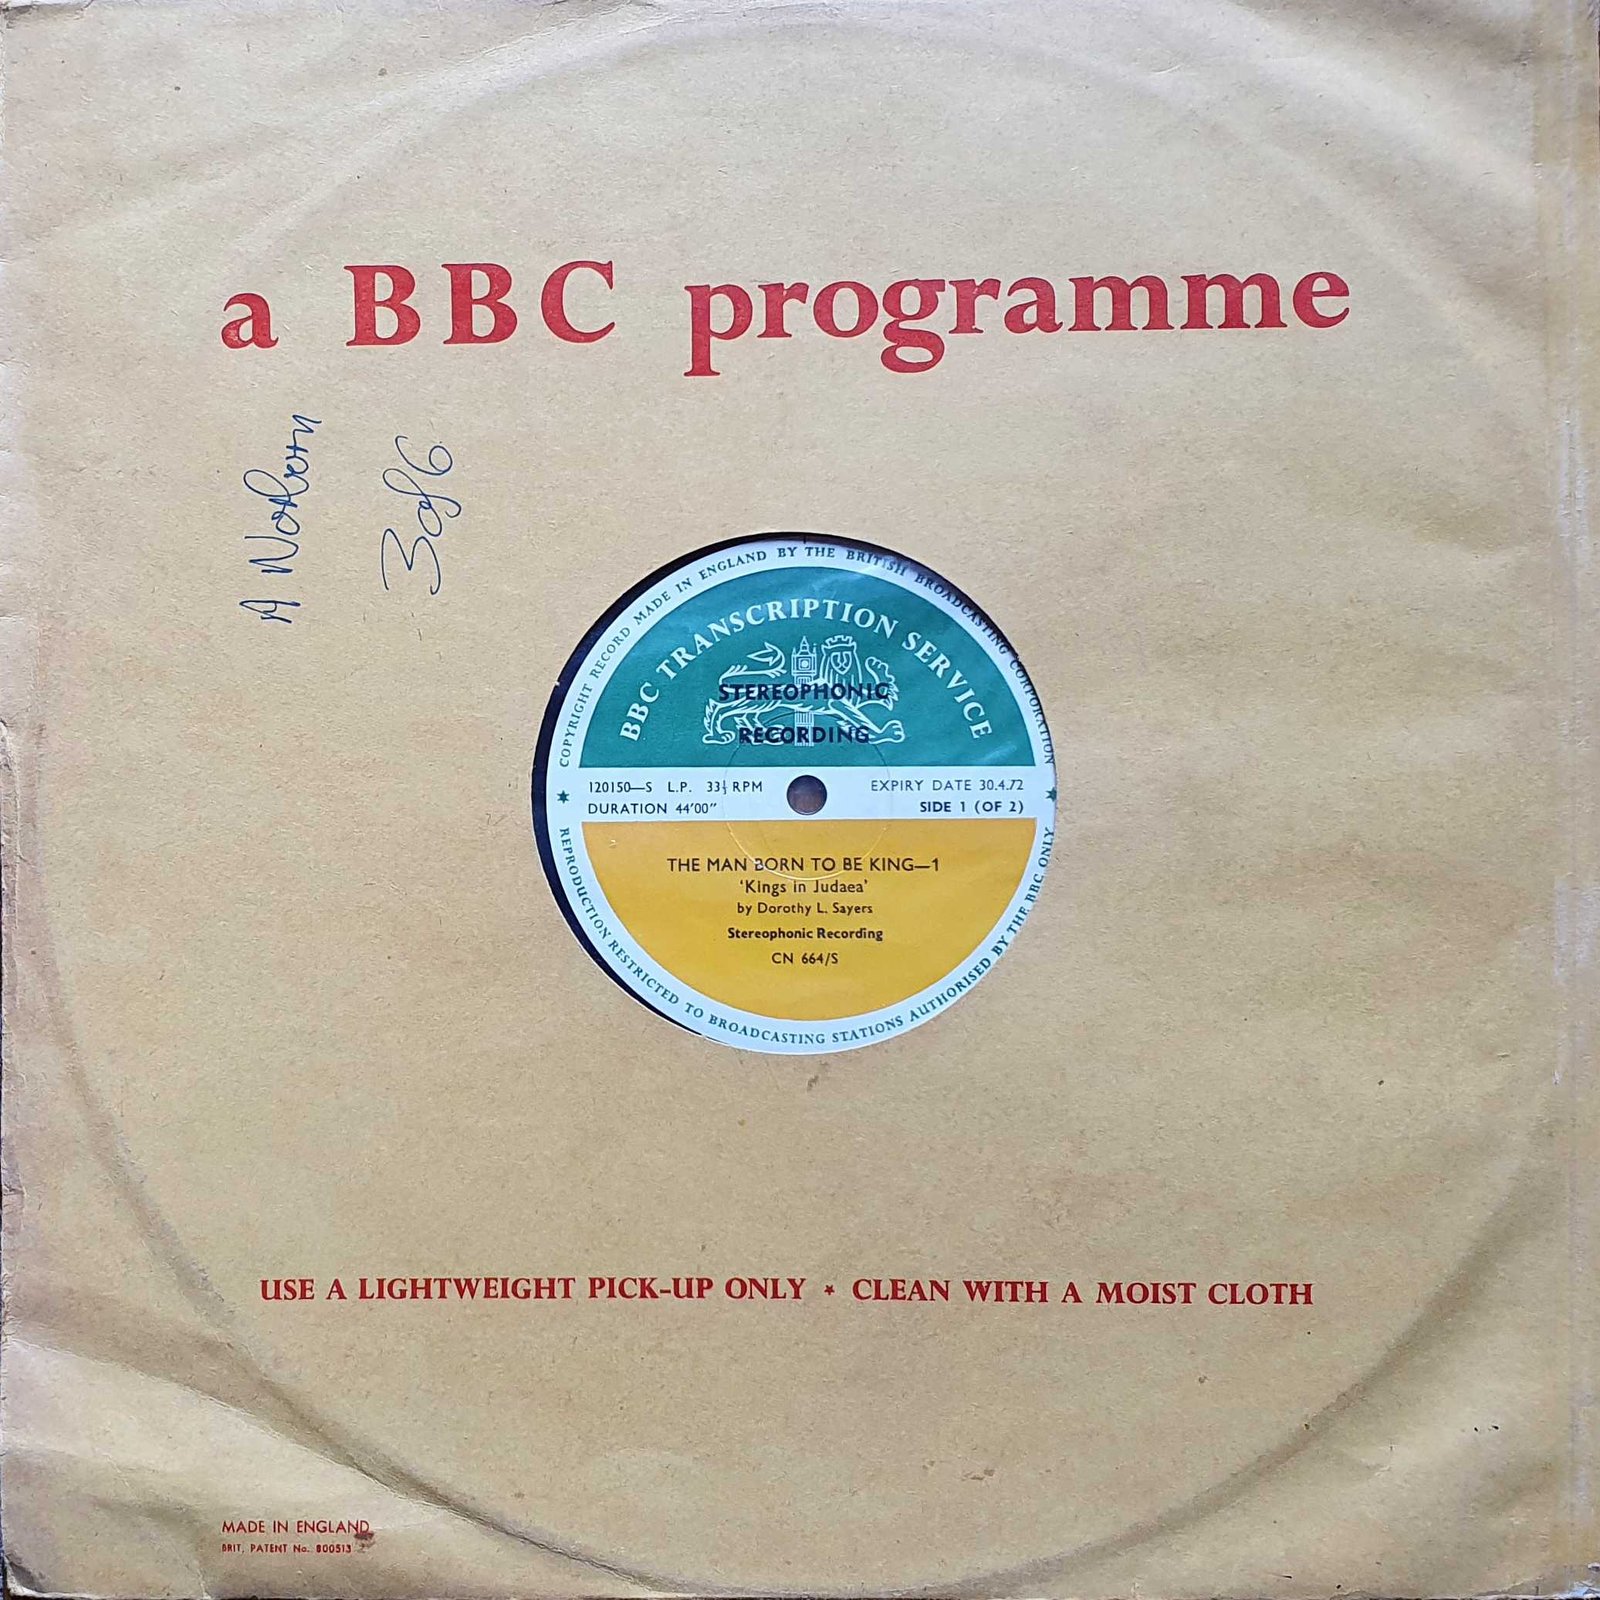 a BBC programme
3 of 6
COPYRIGHT RECORD MADE IN ENGLAND BY THE BRITISH BROADCASTING CORPORATION
BBC TRANSCRIPTION SERVICE
STEREOPHONIC
RECORDING
120150—S L.P. 33⅓ RPM
EXPIRY DATE 30.4.72
DURATION 44'00"
SIDE 1 (OF 2)
THE MAN BORN TO BE KING—1
'Kings in Judaea'
by Dorothy L. Sayers
Stereophonic Recording
CN 664/S
REPRODUCTION RESTRICTED TO BROADCASTING STATIONS AUTHORISED BY THE BBC ONLY
USE A LIGHTWEIGHT PICK-UP ONLY * CLEAN WITH A MOIST CLOTH
MADE IN ENGLAND
BRIT. PATENT No. 800513